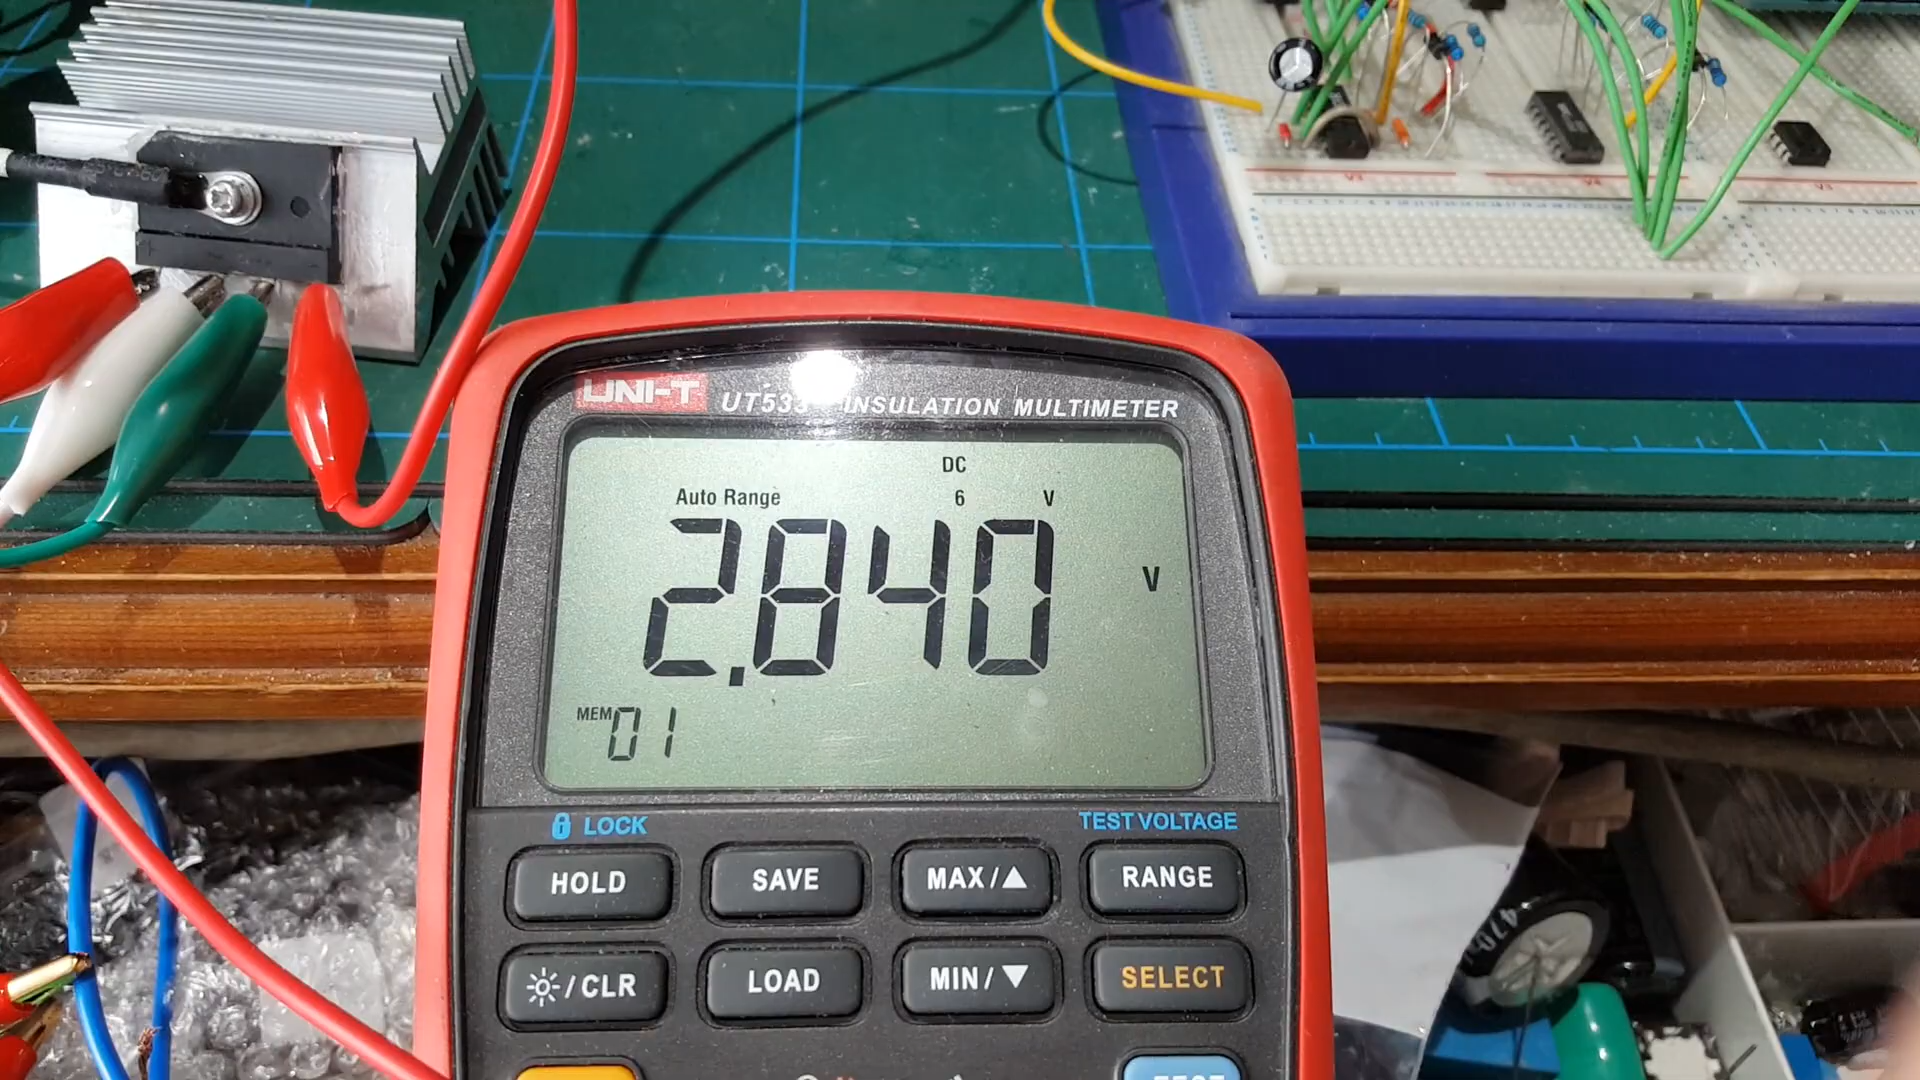 UNI-T
INSULATION MULTIMETER
DC
Auto Range 6 V
2.840 V
MEM 01
LOCK TEST VOLTAGE
HOLD SAVE MAX/▲ RANGE
/CLR LOAD MIN/▼ SELECT
470